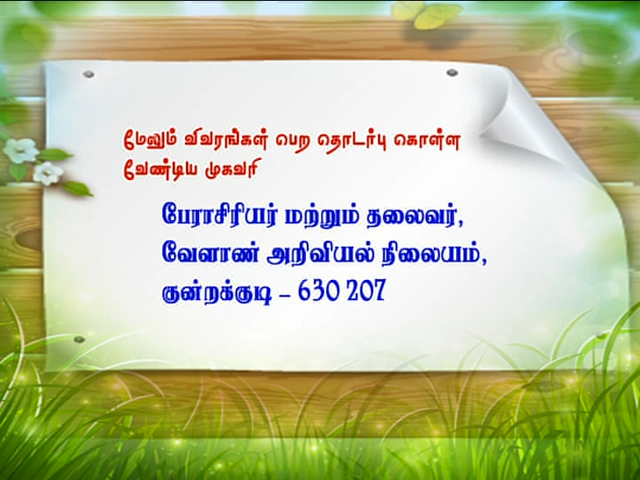 மேலும் விவரங்கள் பெற தொடர்பு கொள்ள
வேண்டிய முகவரி
பேராசிரியர் மற்றும் தலைவர்,
வேளாண் அறிவியல் நிலையம்,
குன்றக்குடி – 630 207